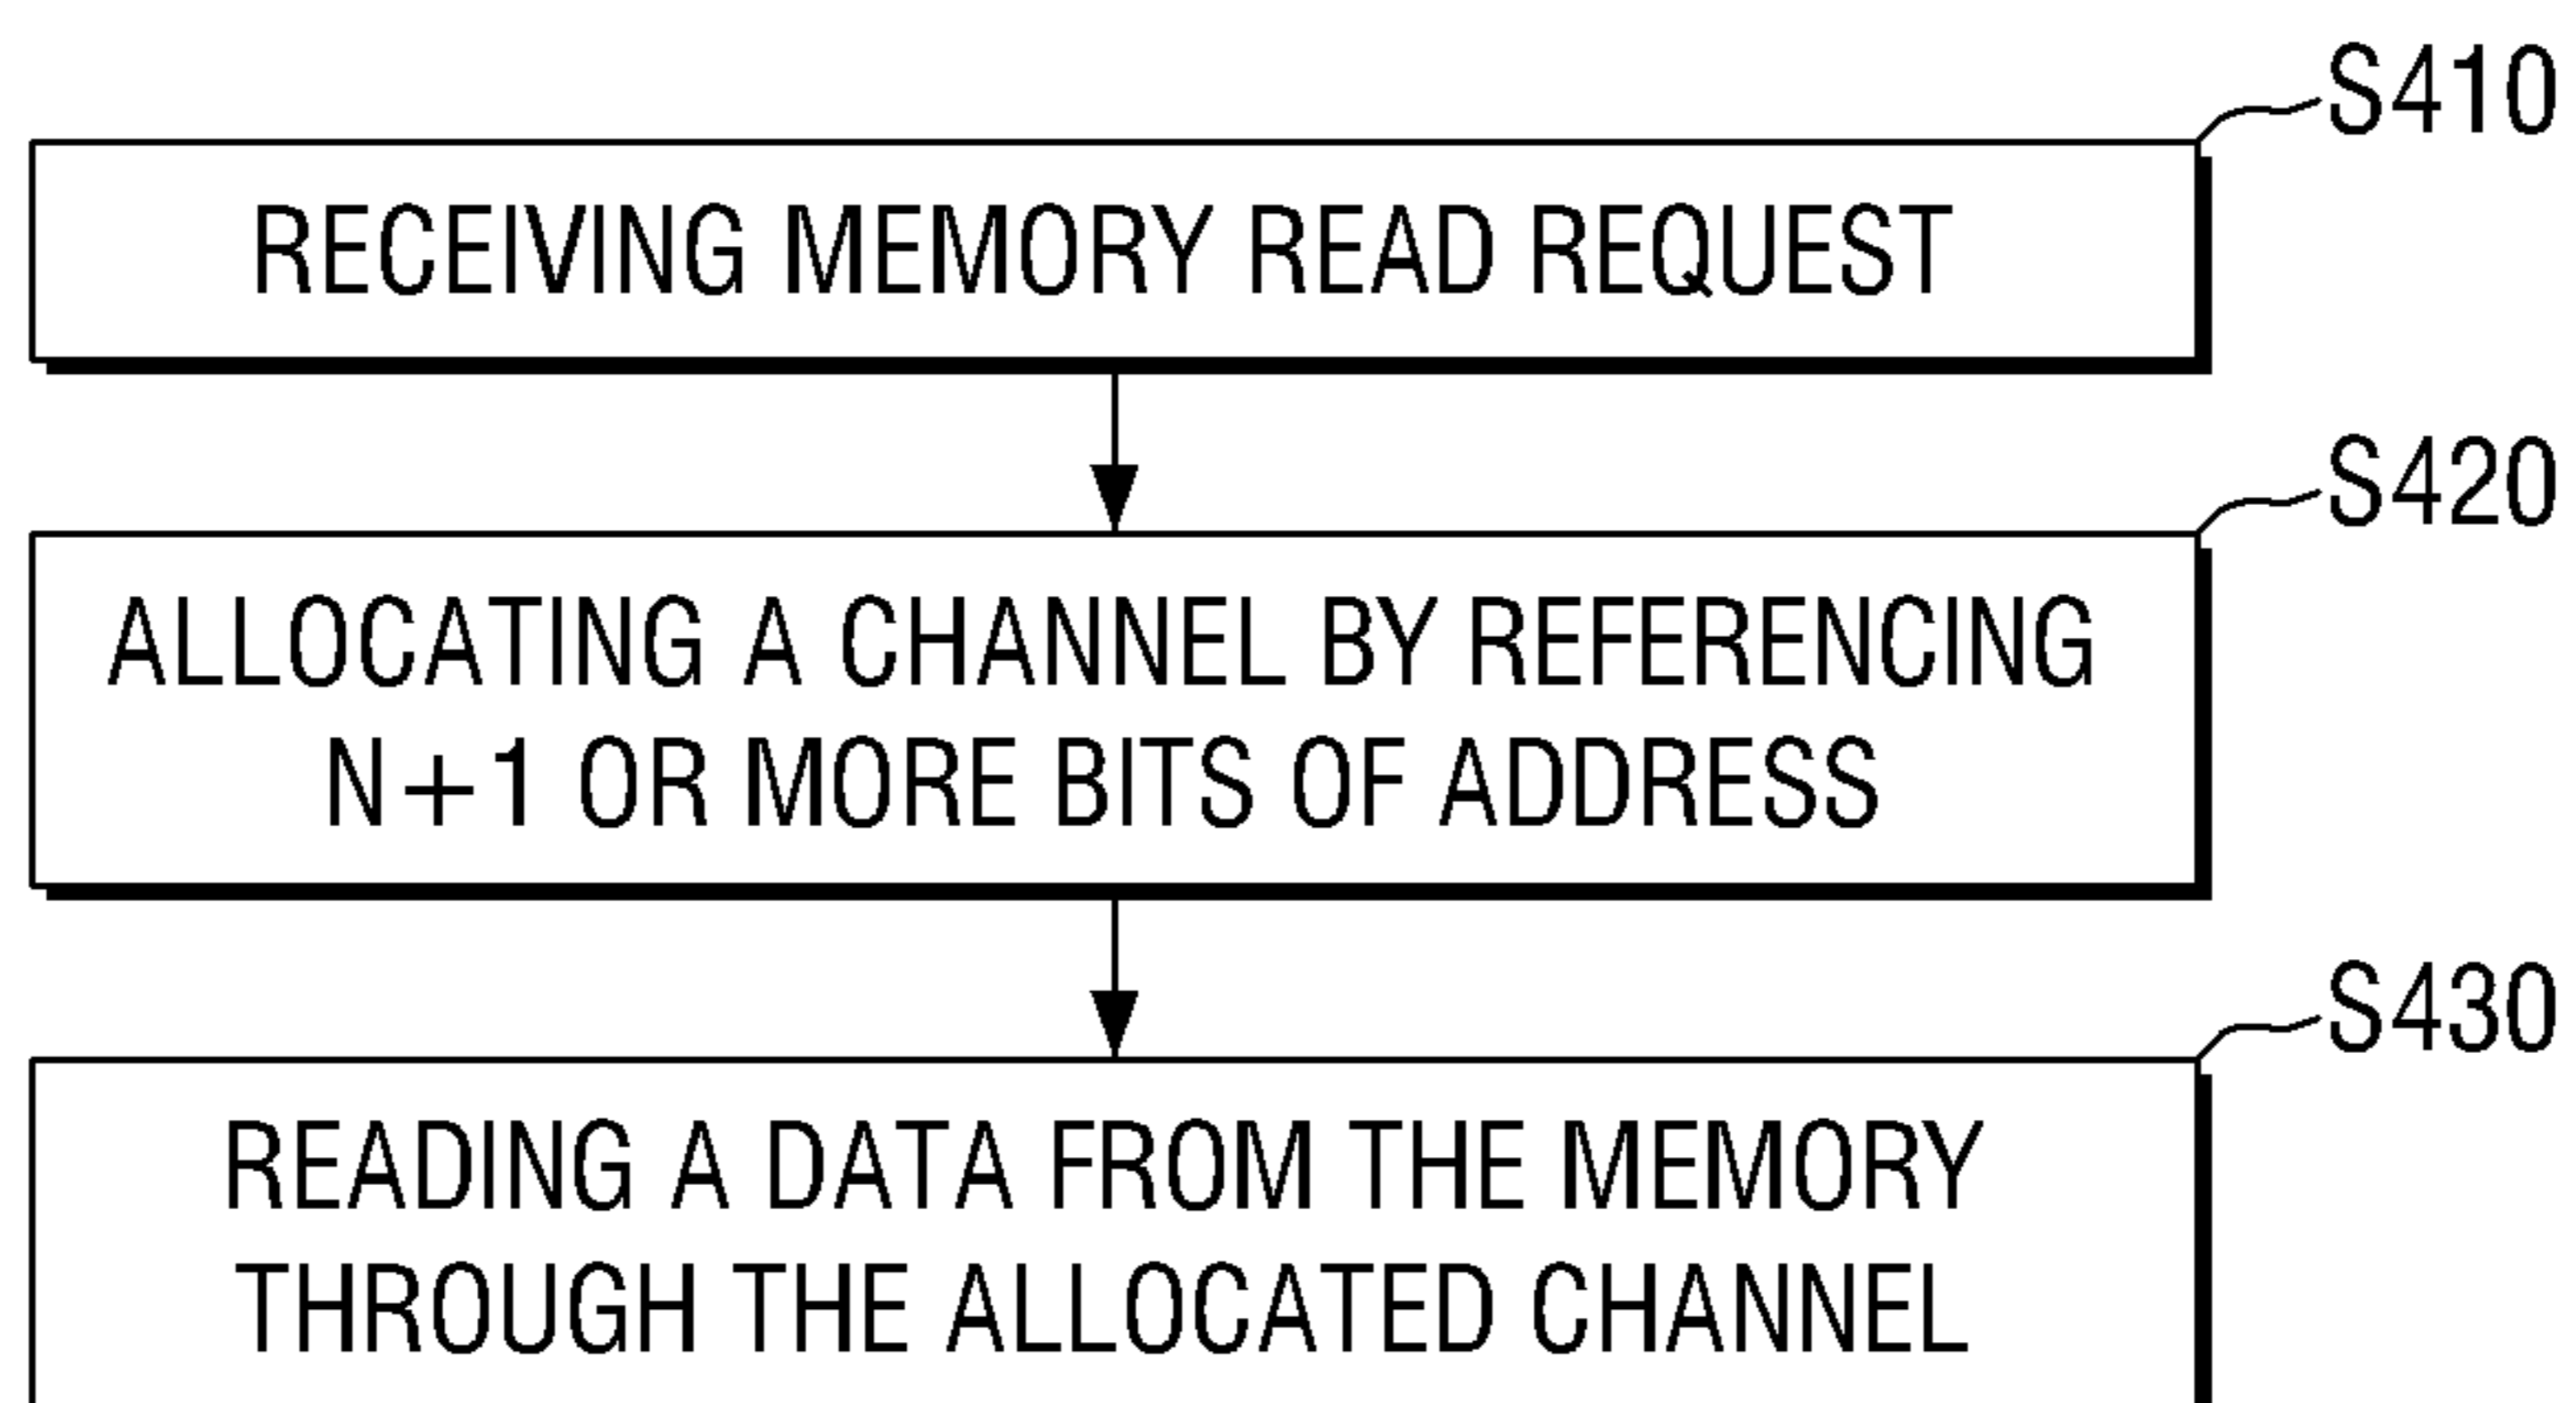 S410
RECEIVING MEMORY READ REQUEST
S420
ALLOCATING A CHANNEL BY REFERENCING
N+1 OR MORE BITS OF ADDRESS
S430
READING A DATA FROM THE MEMORY
THROUGH THE ALLOCATED CHANNEL